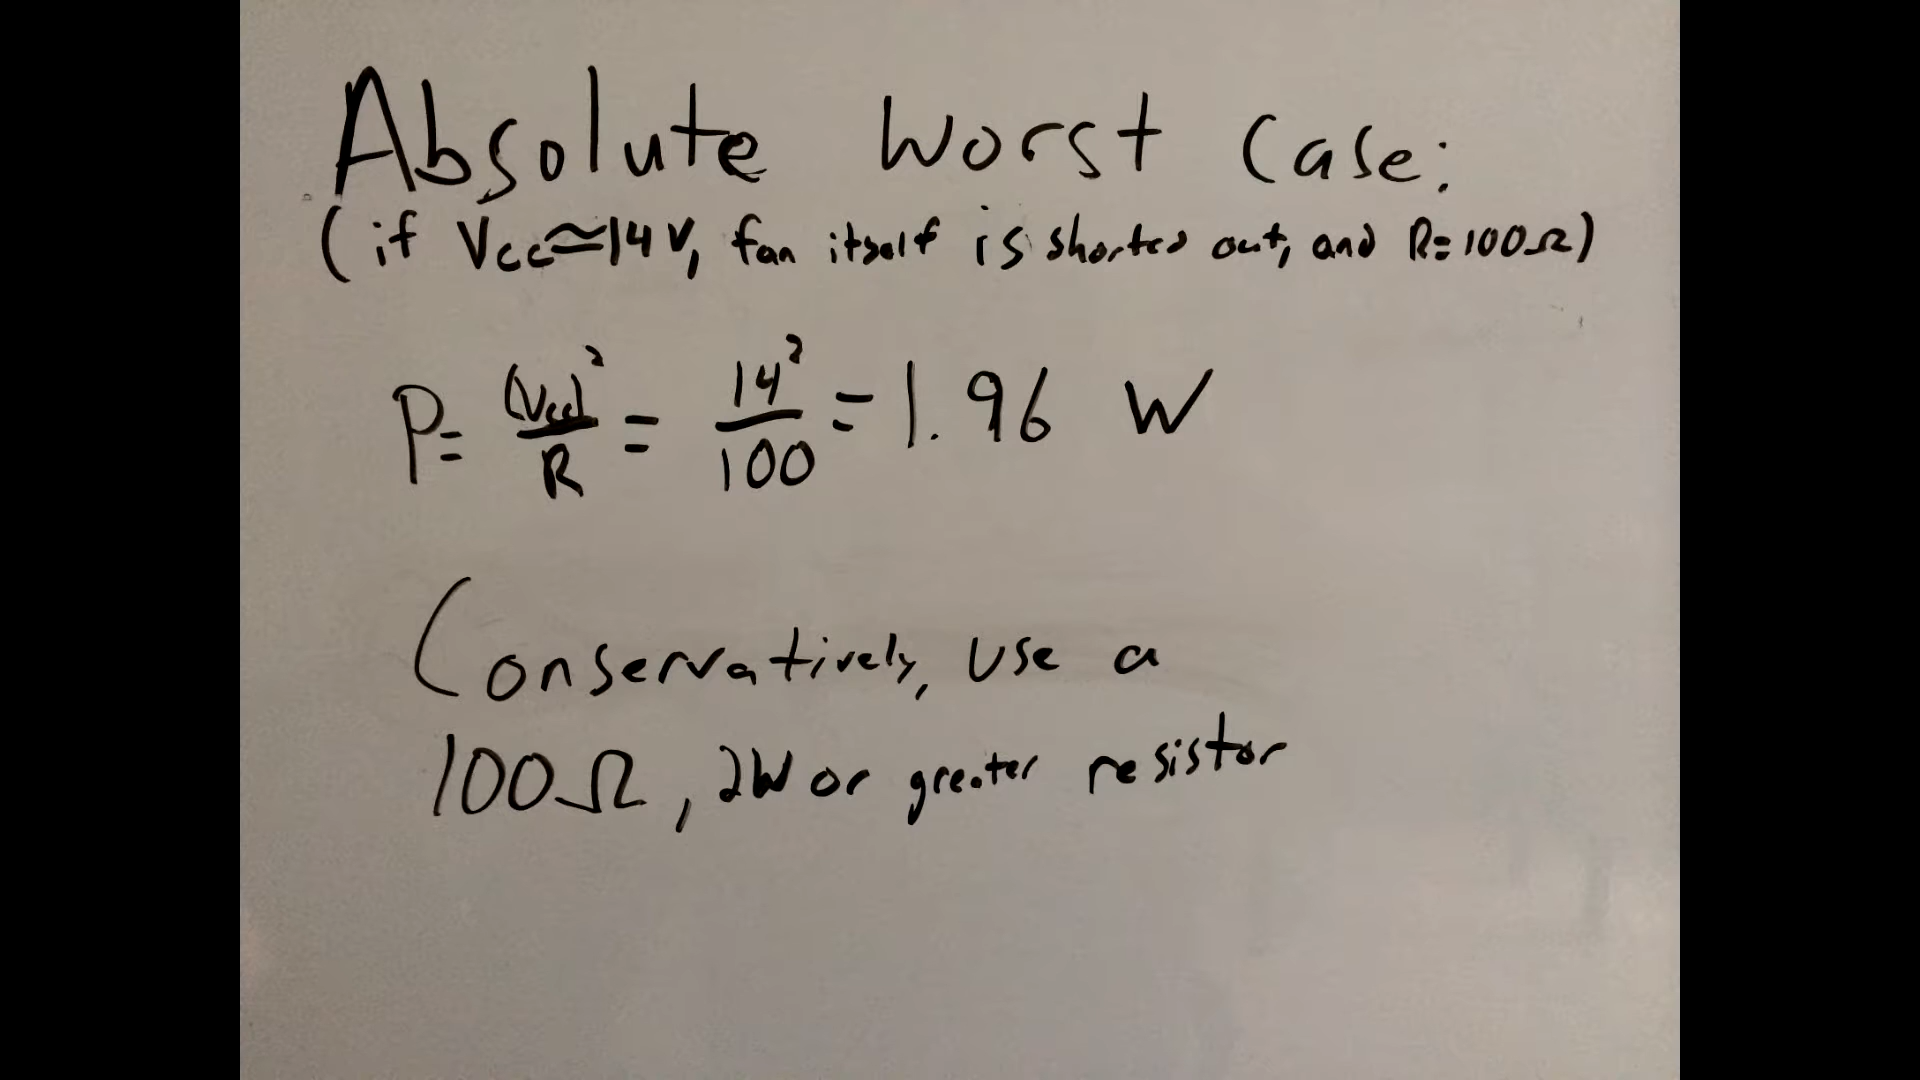 Absolute Worst Case:
(if Vcc≈14V, fan itself is shorted out, and R=100Ω)
P= (Vcc)²/R = 14²/100 = 1.96 W
Conservatively, use a
100Ω, 2W or greater resistor